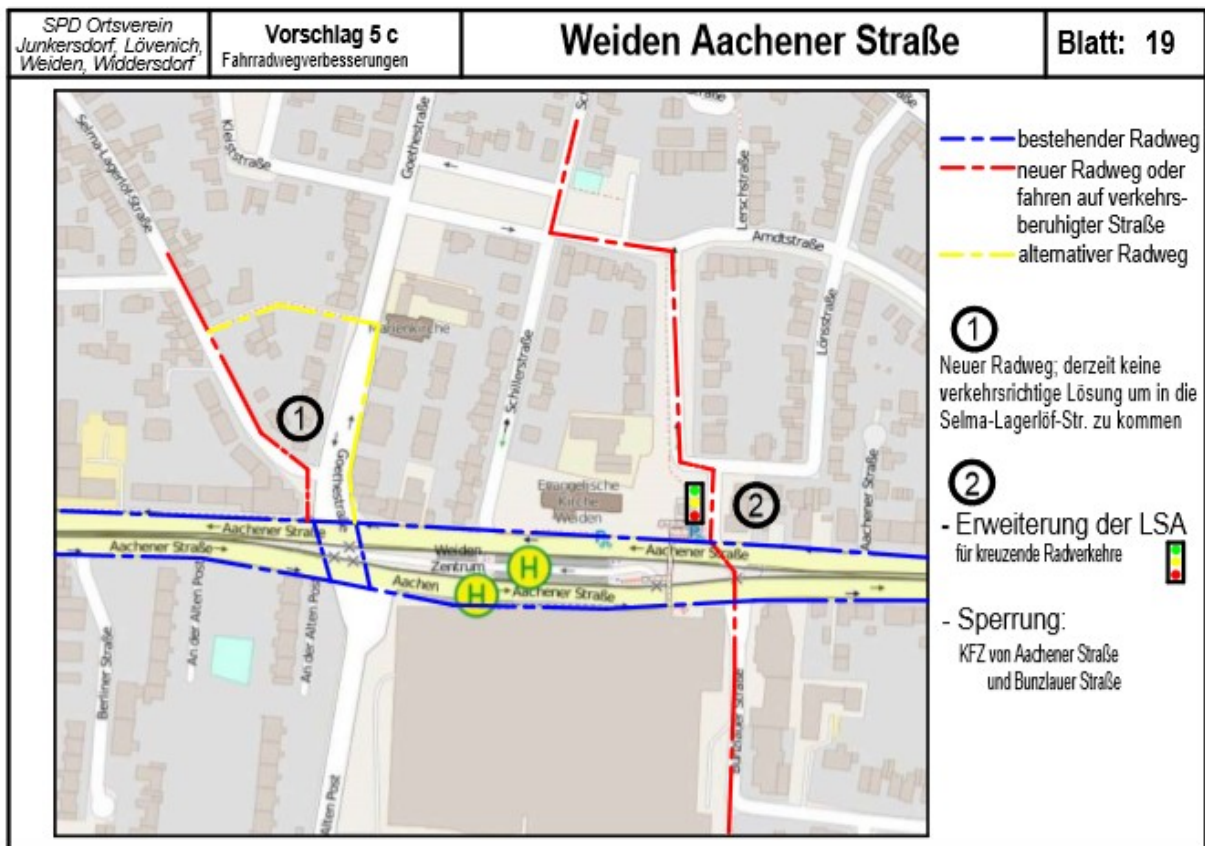 SPD Ortsverein
Junkersdorf, Lövenich,
Weiden, Widdersdorf
Vorschlag 5 c
Fahrradwegverbesserungen
Weiden Aachener Straße
Blatt: 19
Selma-Lagerlöf-Straße
Kleiststraße
Goethestraße
Lerschstraße
Arndtstraße
Lönsstraße
Marienkirche
Schillerstraße
1
Goethestraße
Evangelische
Kirche
Weiden
2
Aachener Straße
Aachener Straße
Aachener Straße
Aachener Straße
Weiden
Zentrum
H
H
Aachen
Aachener Straße
Berliner Straße
An der Alten Post
An der Alten Post
Alten Post
Bunzlauer Straße
bestehender Radweg
neuer Radweg oder
fahren auf verkehrs-
beruhigter Straße
alternativer Radweg
1
Neuer Radweg; derzeit keine
verkehrsrichtige Lösung um in die
Selma-Lagerlöf-Str. zu kommen
2
- Erweiterung der LSA
für kreuzende Radverkehre
- Sperrung:
KFZ von Aachener Straße
und Bunzlauer Straße